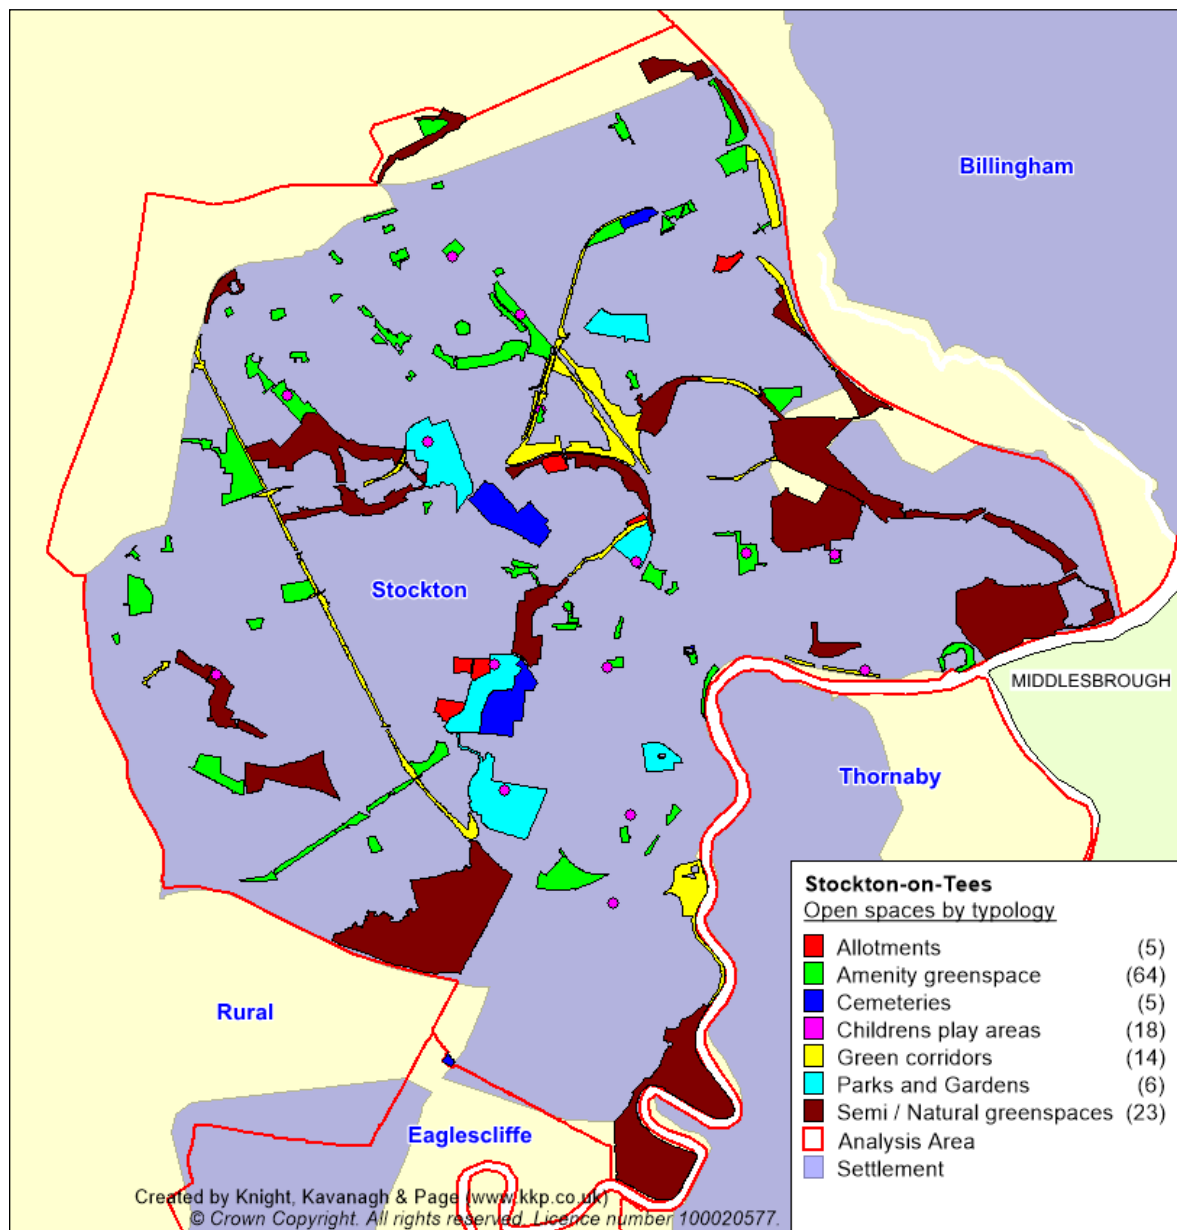 Billingham
Stockton
MIDDLESBROUGH
Thornaby
Stockton-on-Tees
Open spaces by typology
Allotments (5)
Amenity greenspace (64)
Cemeteries (5)
Childrens play areas (18)
Green corridors (14)
Parks and Gardens (6)
Semi / Natural greenspaces (23)
Analysis Area
Settlement
Rural
Eaglescliffe
Created by Knight, Kavanagh & Page (www.kkp.co.uk)
© Crown Copyright. All rights reserved. Licence number 100020577.